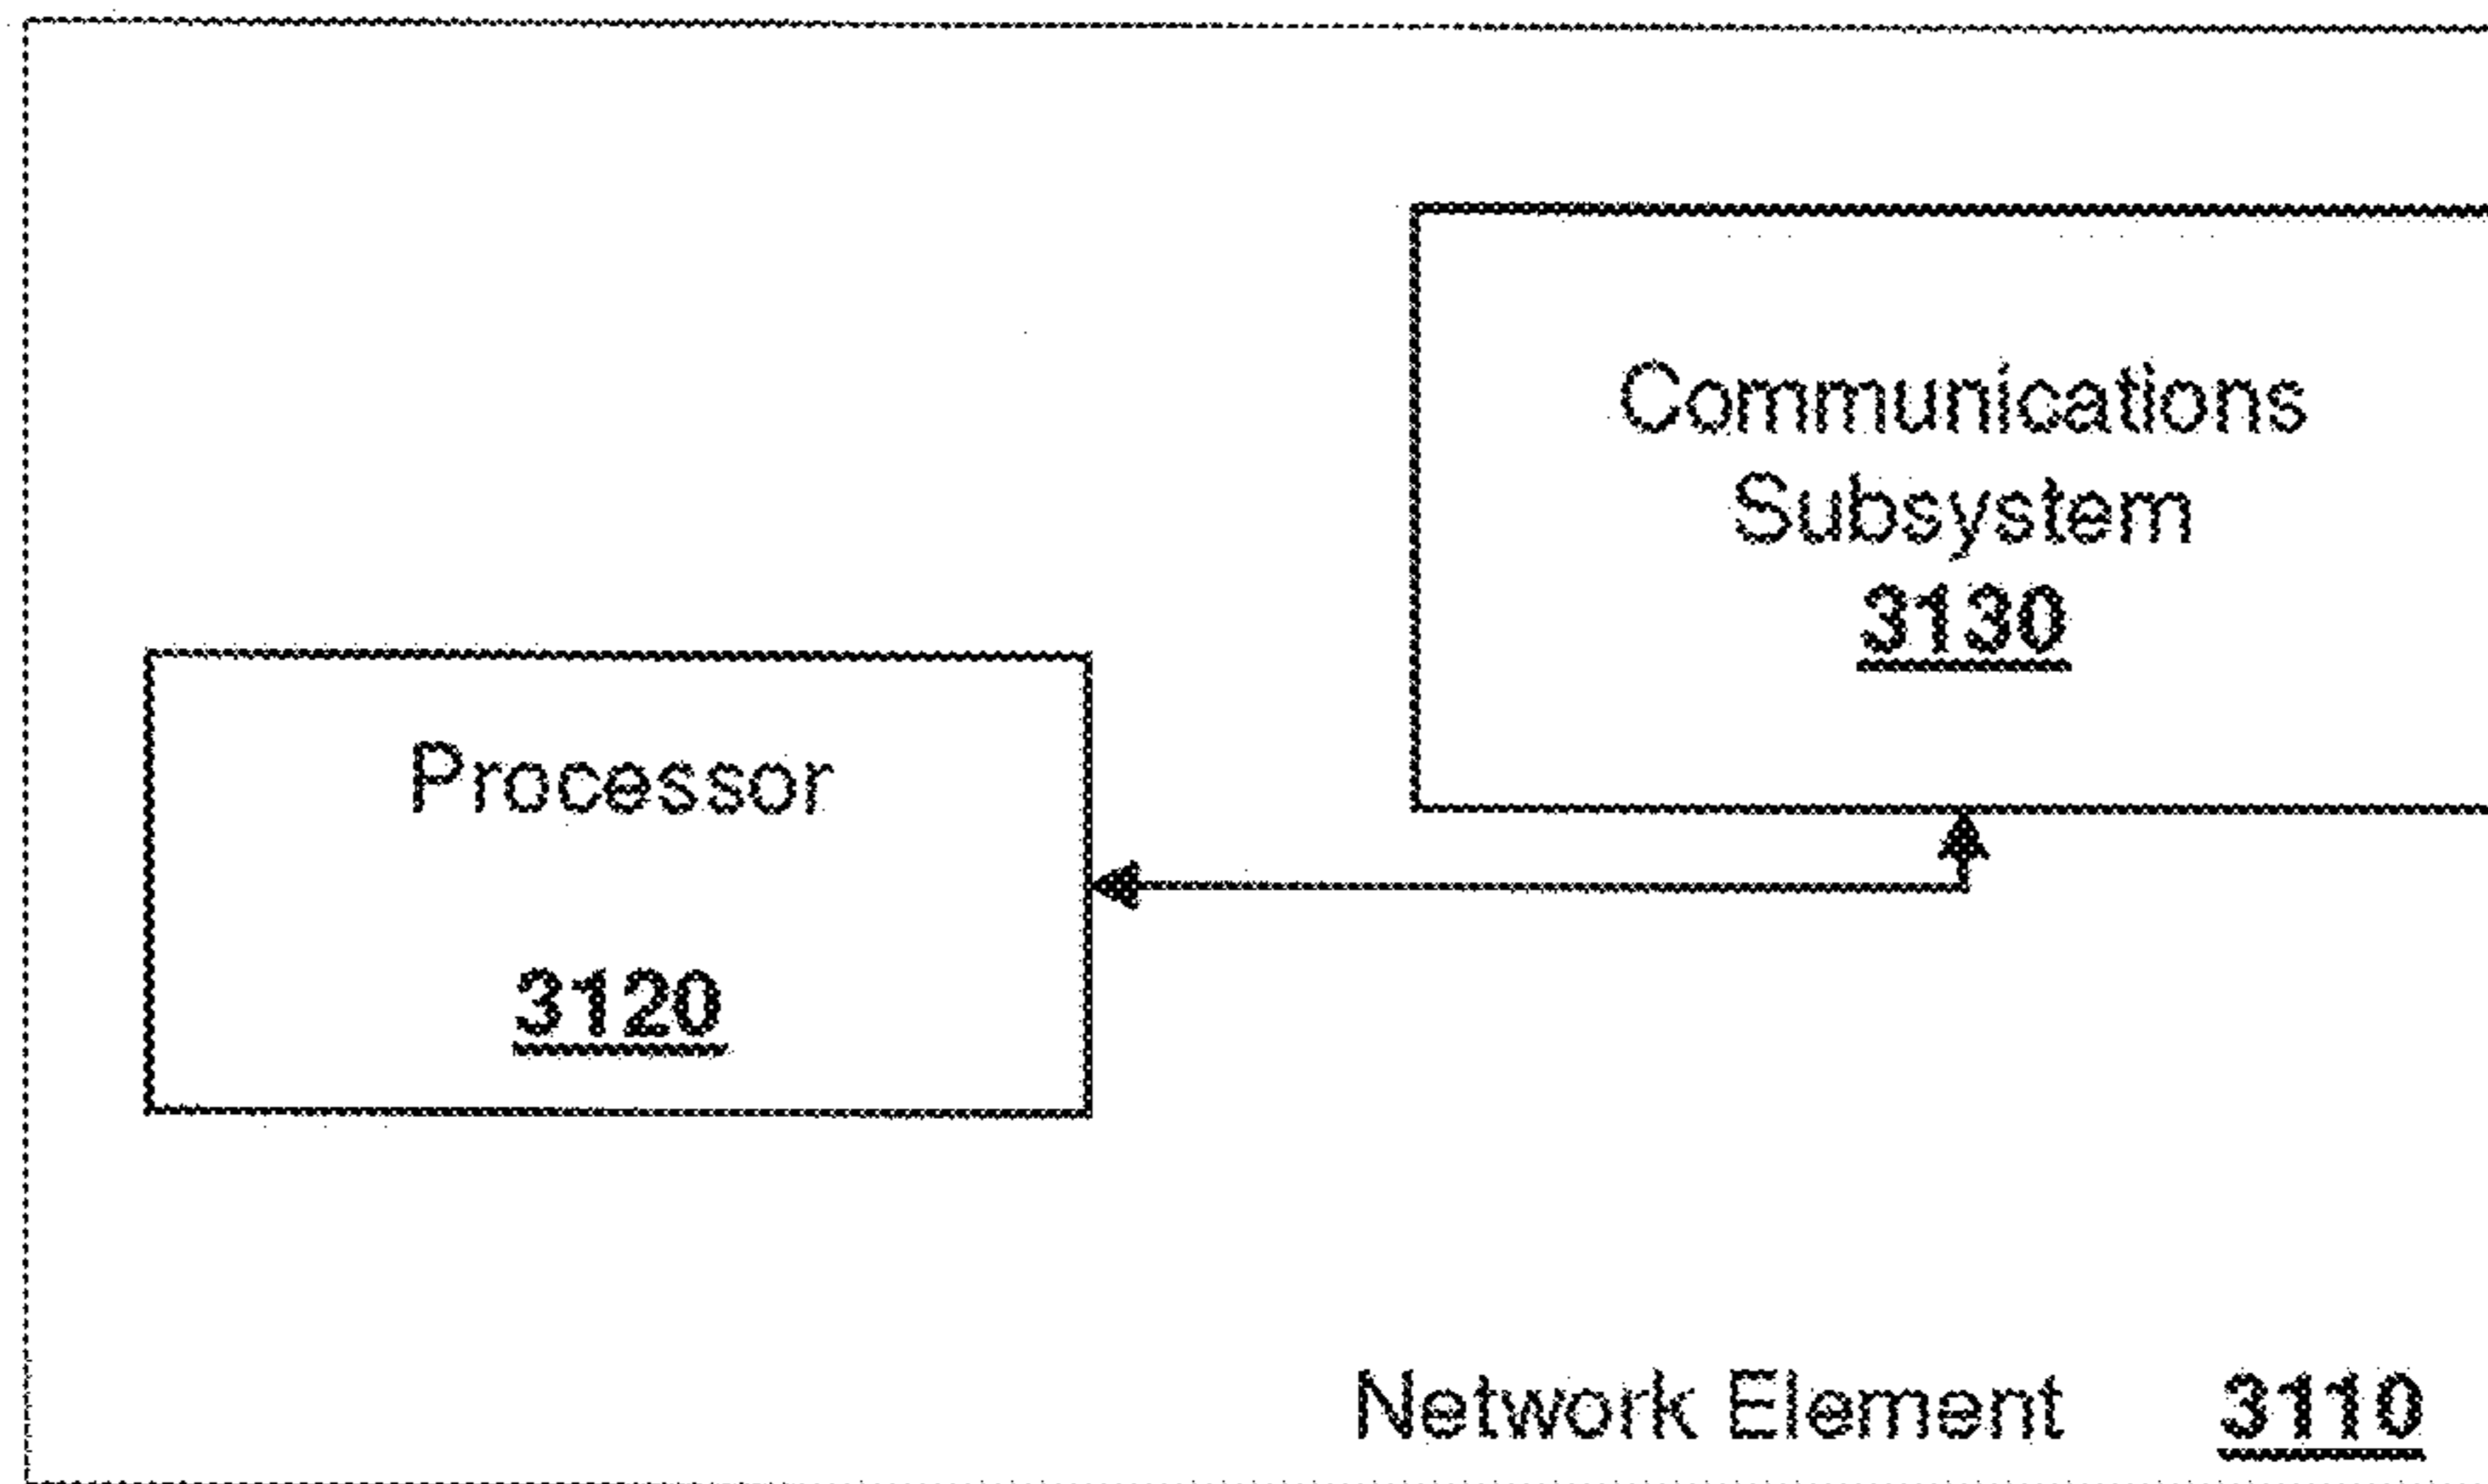 Communications
Subsystem
3130
Processor
3120
Network Element 3110